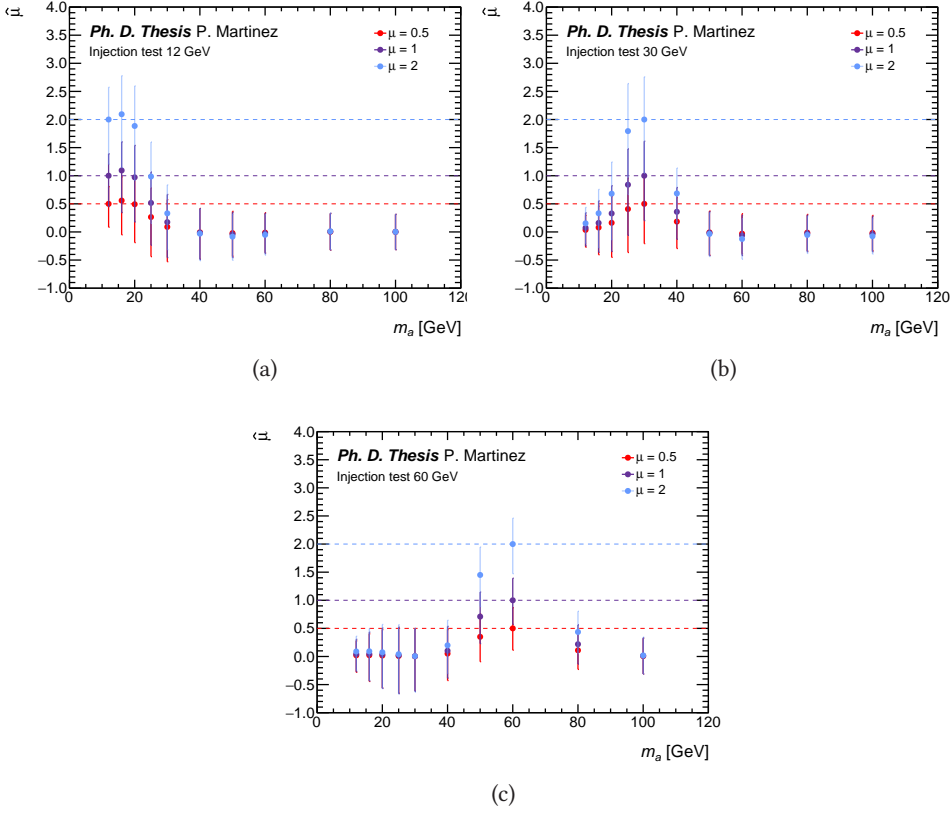 μ̂
4.0
3.5
3.0
2.5
2.0
1.5
1.0
0.5
0.0
−0.5
−1.0
Ph. D. Thesis P. Martinez
Injection test 12 GeV
μ = 0.5
μ = 1
μ = 2
0 20 40 60 80 100 120
m_a [GeV]
(a)
μ̂
4.0
3.5
3.0
2.5
2.0
1.5
1.0
0.5
0.0
−0.5
−1.0
Ph. D. Thesis P. Martinez
Injection test 30 GeV
μ = 0.5
μ = 1
μ = 2
0 20 40 60 80 100 120
m_a [GeV]
(b)
μ̂
4.0
3.5
3.0
2.5
2.0
1.5
1.0
0.5
0.0
−0.5
−1.0
Ph. D. Thesis P. Martinez
Injection test 60 GeV
μ = 0.5
μ = 1
μ = 2
0 20 40 60 80 100 120
m_a [GeV]
(c)